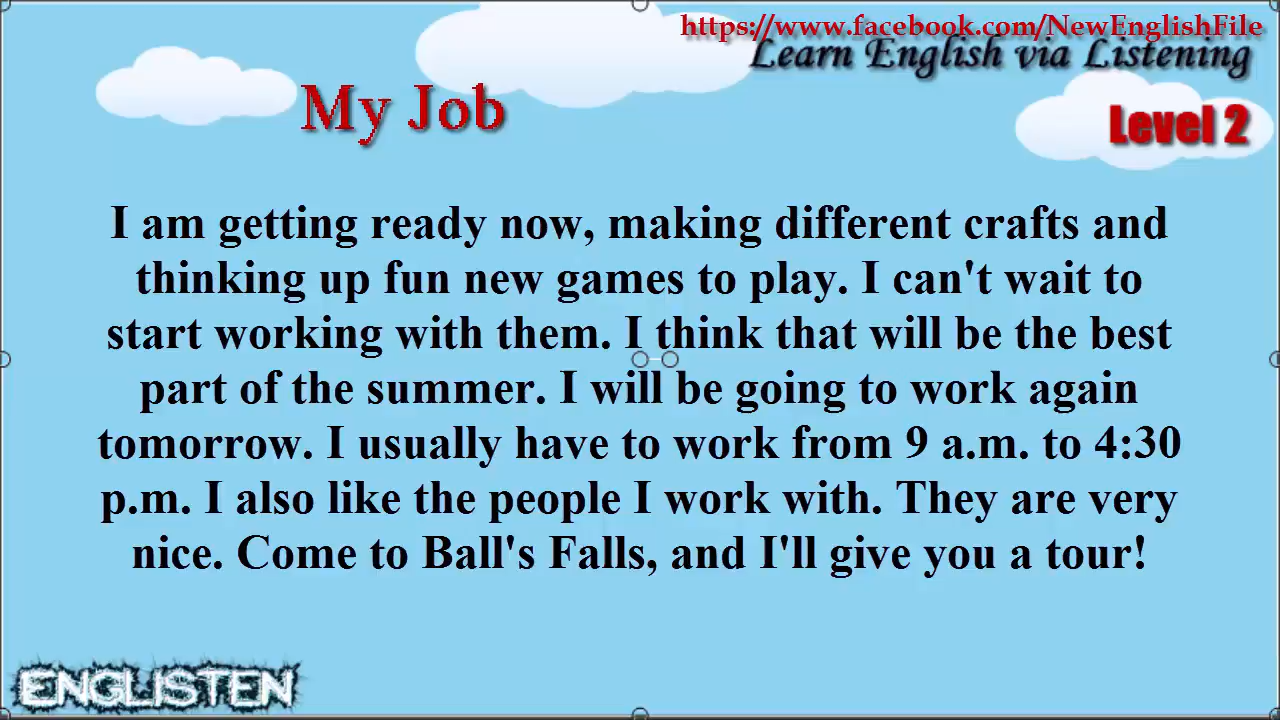 https://www.facebook.com/NewEnglishFile
Learn English via Listening
My Job
Level 2
I am getting ready now, making different crafts and
thinking up fun new games to play. I can't wait to
start working with them. I think that will be the best
part of the summer. I will be going to work again
tomorrow. I usually have to work from 9 a.m. to 4:30
p.m. I also like the people I work with. They are very
nice. Come to Ball's Falls, and I'll give you a tour!
ENGLISTEN